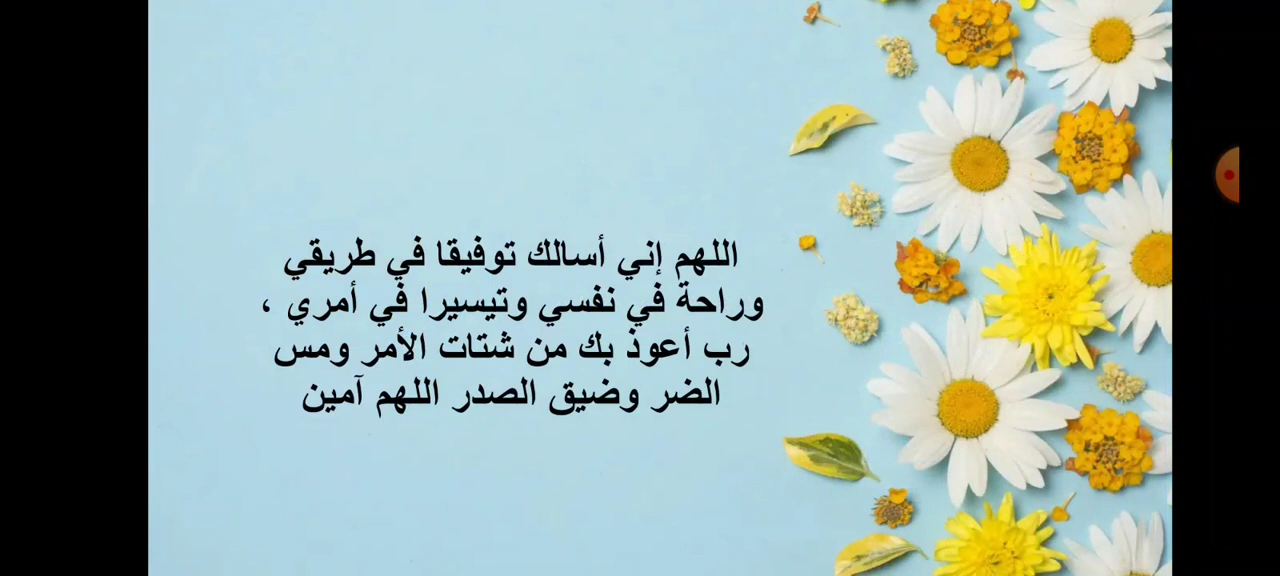 اللهم إني أسالك توفيقا في طريقي
وراحة في نفسي وتيسيرا في أمري ،
رب أعوذ بك من شتات الأمر ومس
الضر وضيق الصدر اللهم آمين